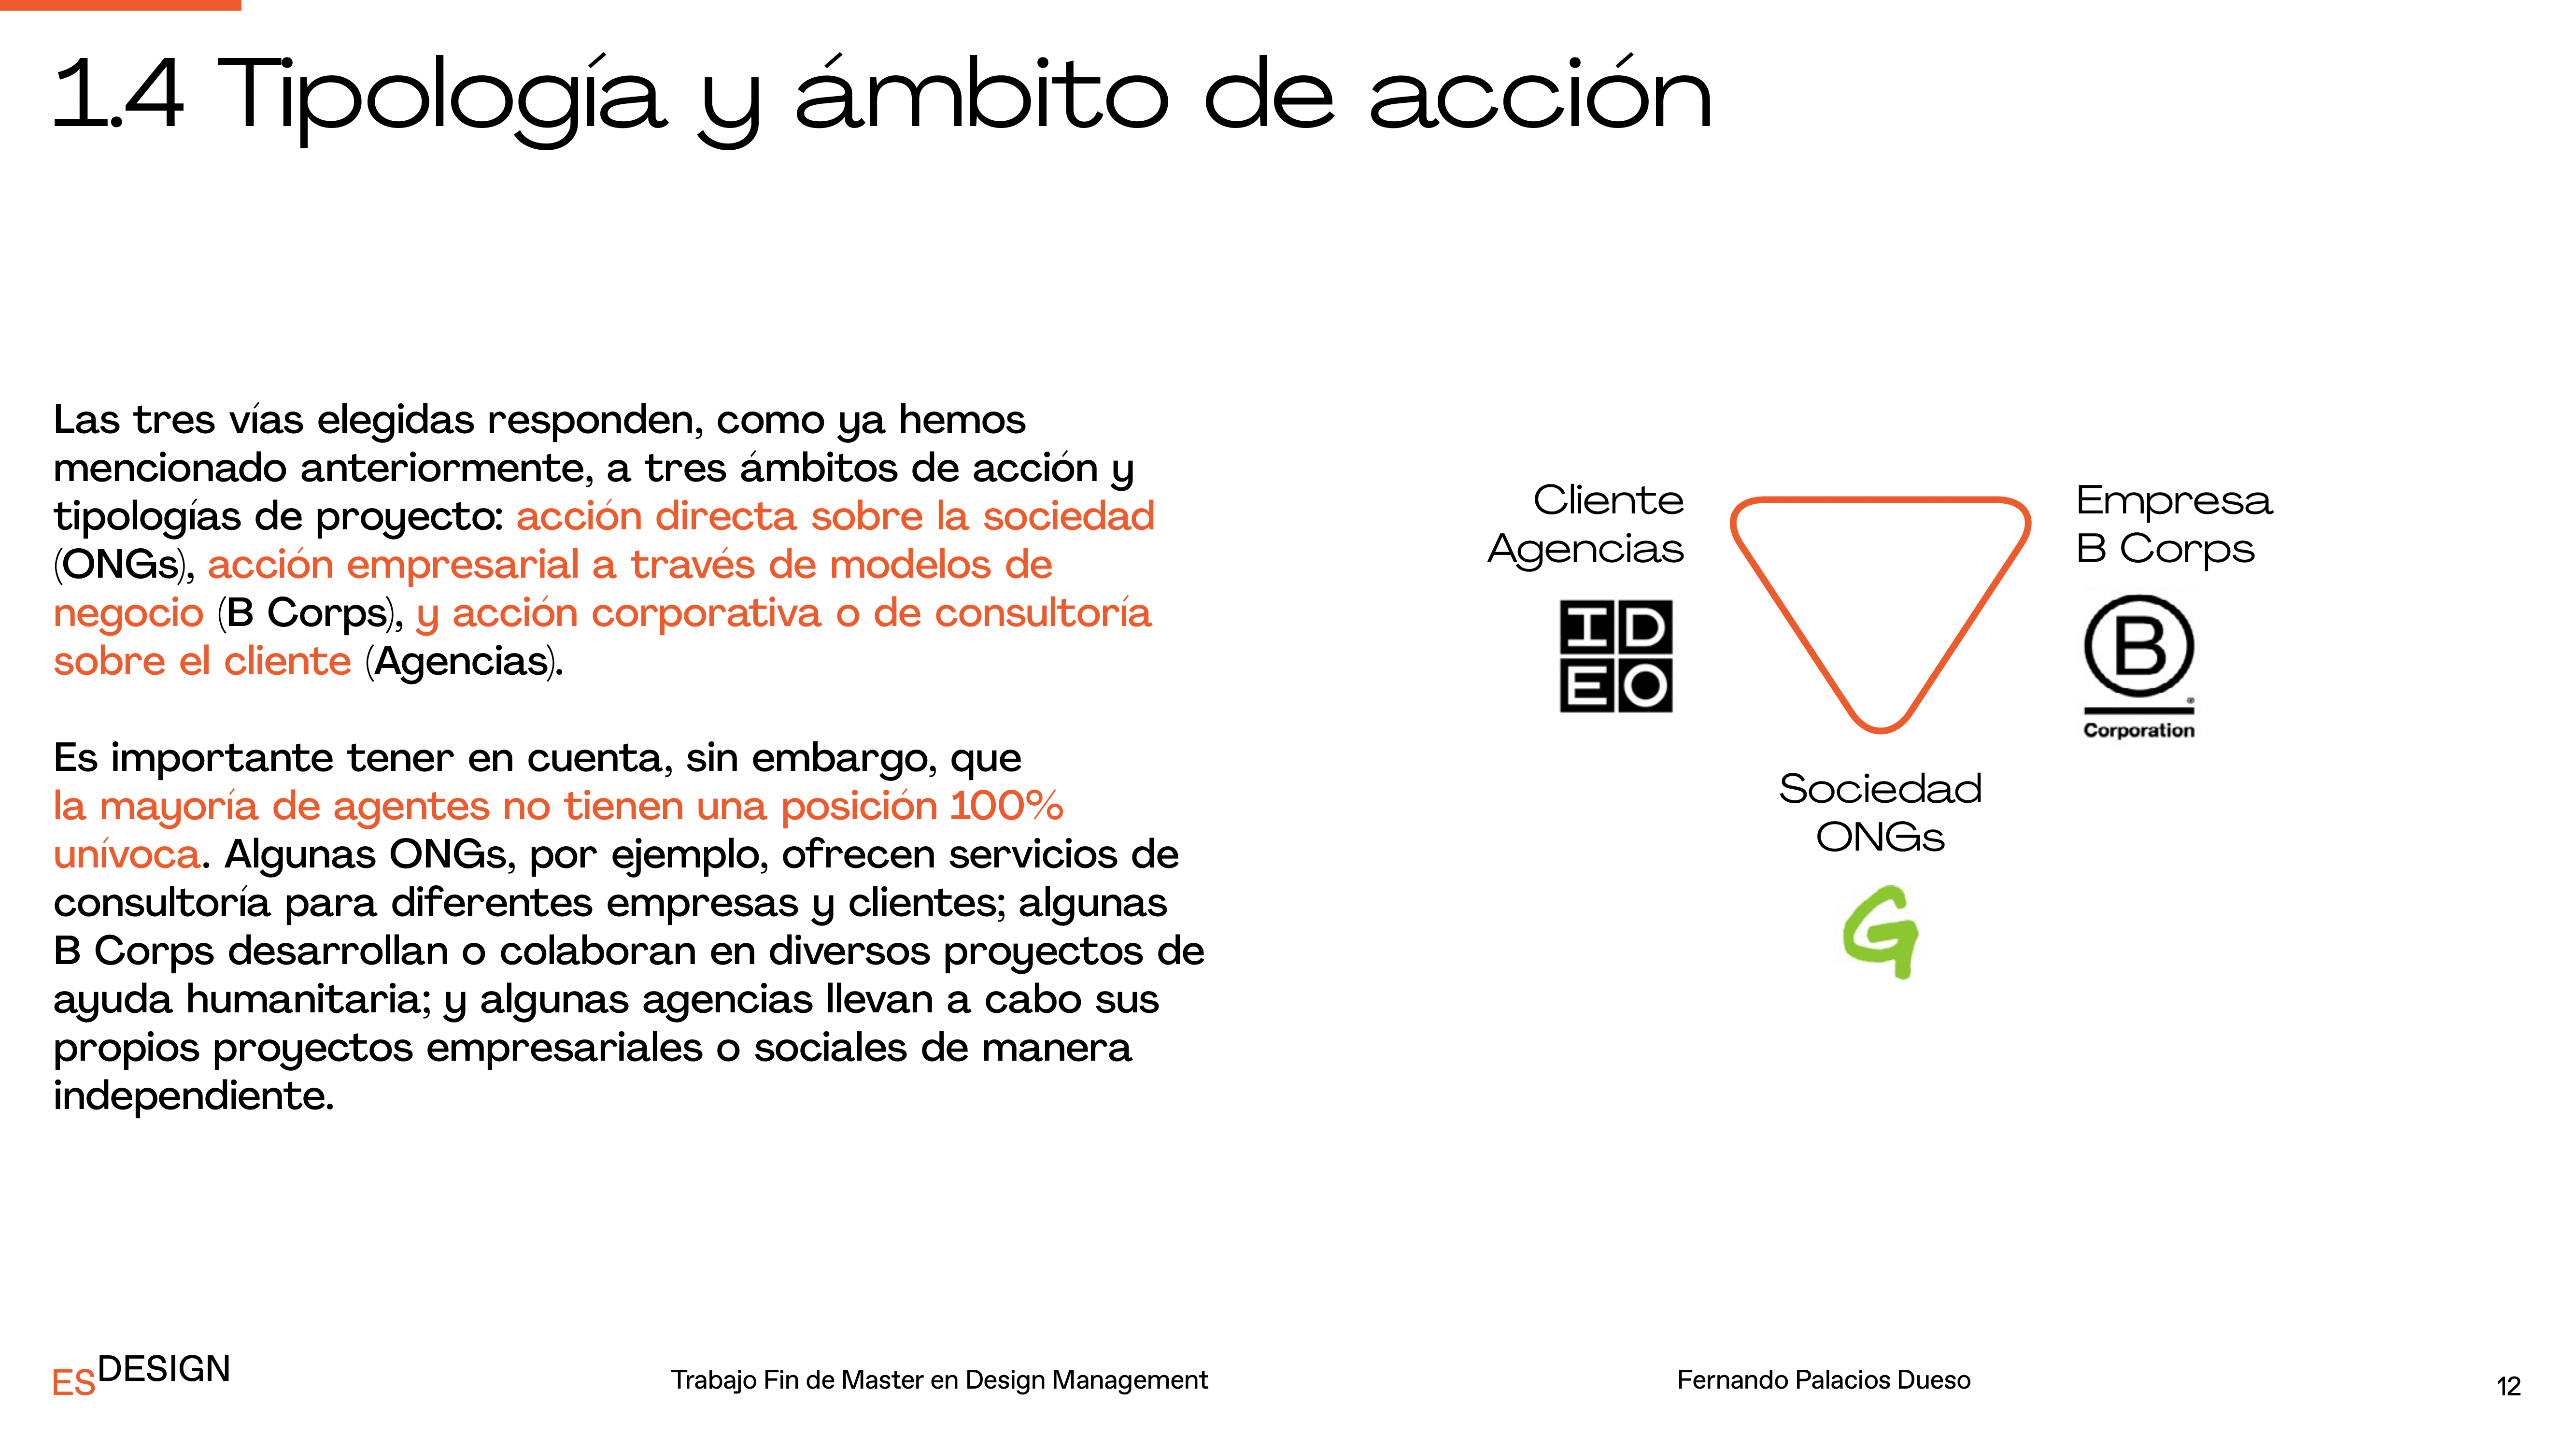 1.4 Tipología y ámbito de acción
Las tres vías elegidas responden, como ya hemos
mencionado anteriormente, a tres ámbitos de acción y
tipologías de proyecto: acción directa sobre la sociedad
(ONGs), acción empresarial a través de modelos de
negocio (B Corps), y acción corporativa o de consultoría
sobre el cliente (Agencias).
Es importante tener en cuenta, sin embargo, que
la mayoría de agentes no tienen una posición 100%
unívoca. Algunas ONGs, por ejemplo, ofrecen servicios de
consultoría para diferentes empresas y clientes; algunas
B Corps desarrollan o colaboran en diversos proyectos de
ayuda humanitaria; y algunas agencias llevan a cabo sus
propios proyectos empresariales o sociales de manera
independiente.
Cliente
Agencias
ID
EO
Empresa
B Corps
B
®
Corporation
Sociedad
ONGs
G
ESDESIGN
Trabajo Fin de Master en Design Management
Fernando Palacios Dueso
12